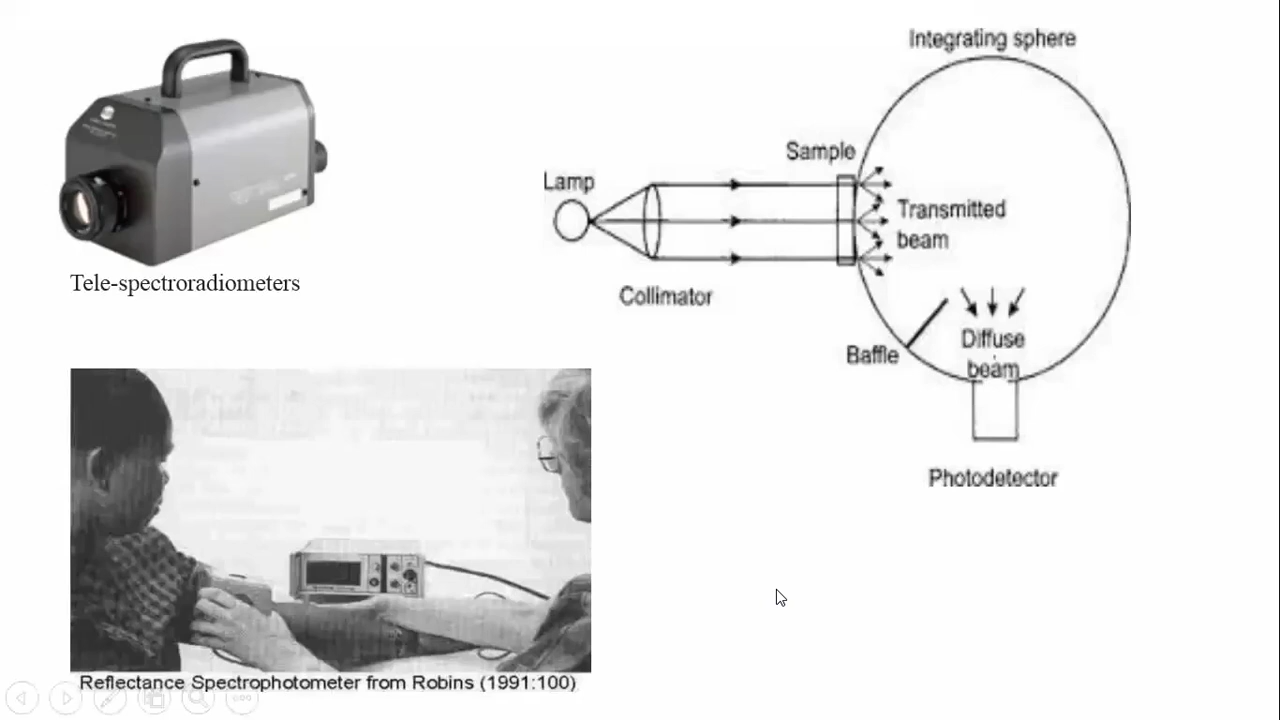 Integrating sphere
Sample
Lamp
Transmitted
beam
Collimator
Baffle
Diffuse
beam
Photodetector
Tele-spectroradiometers
Reflectance Spectrophotometer from Robins (1991:100)